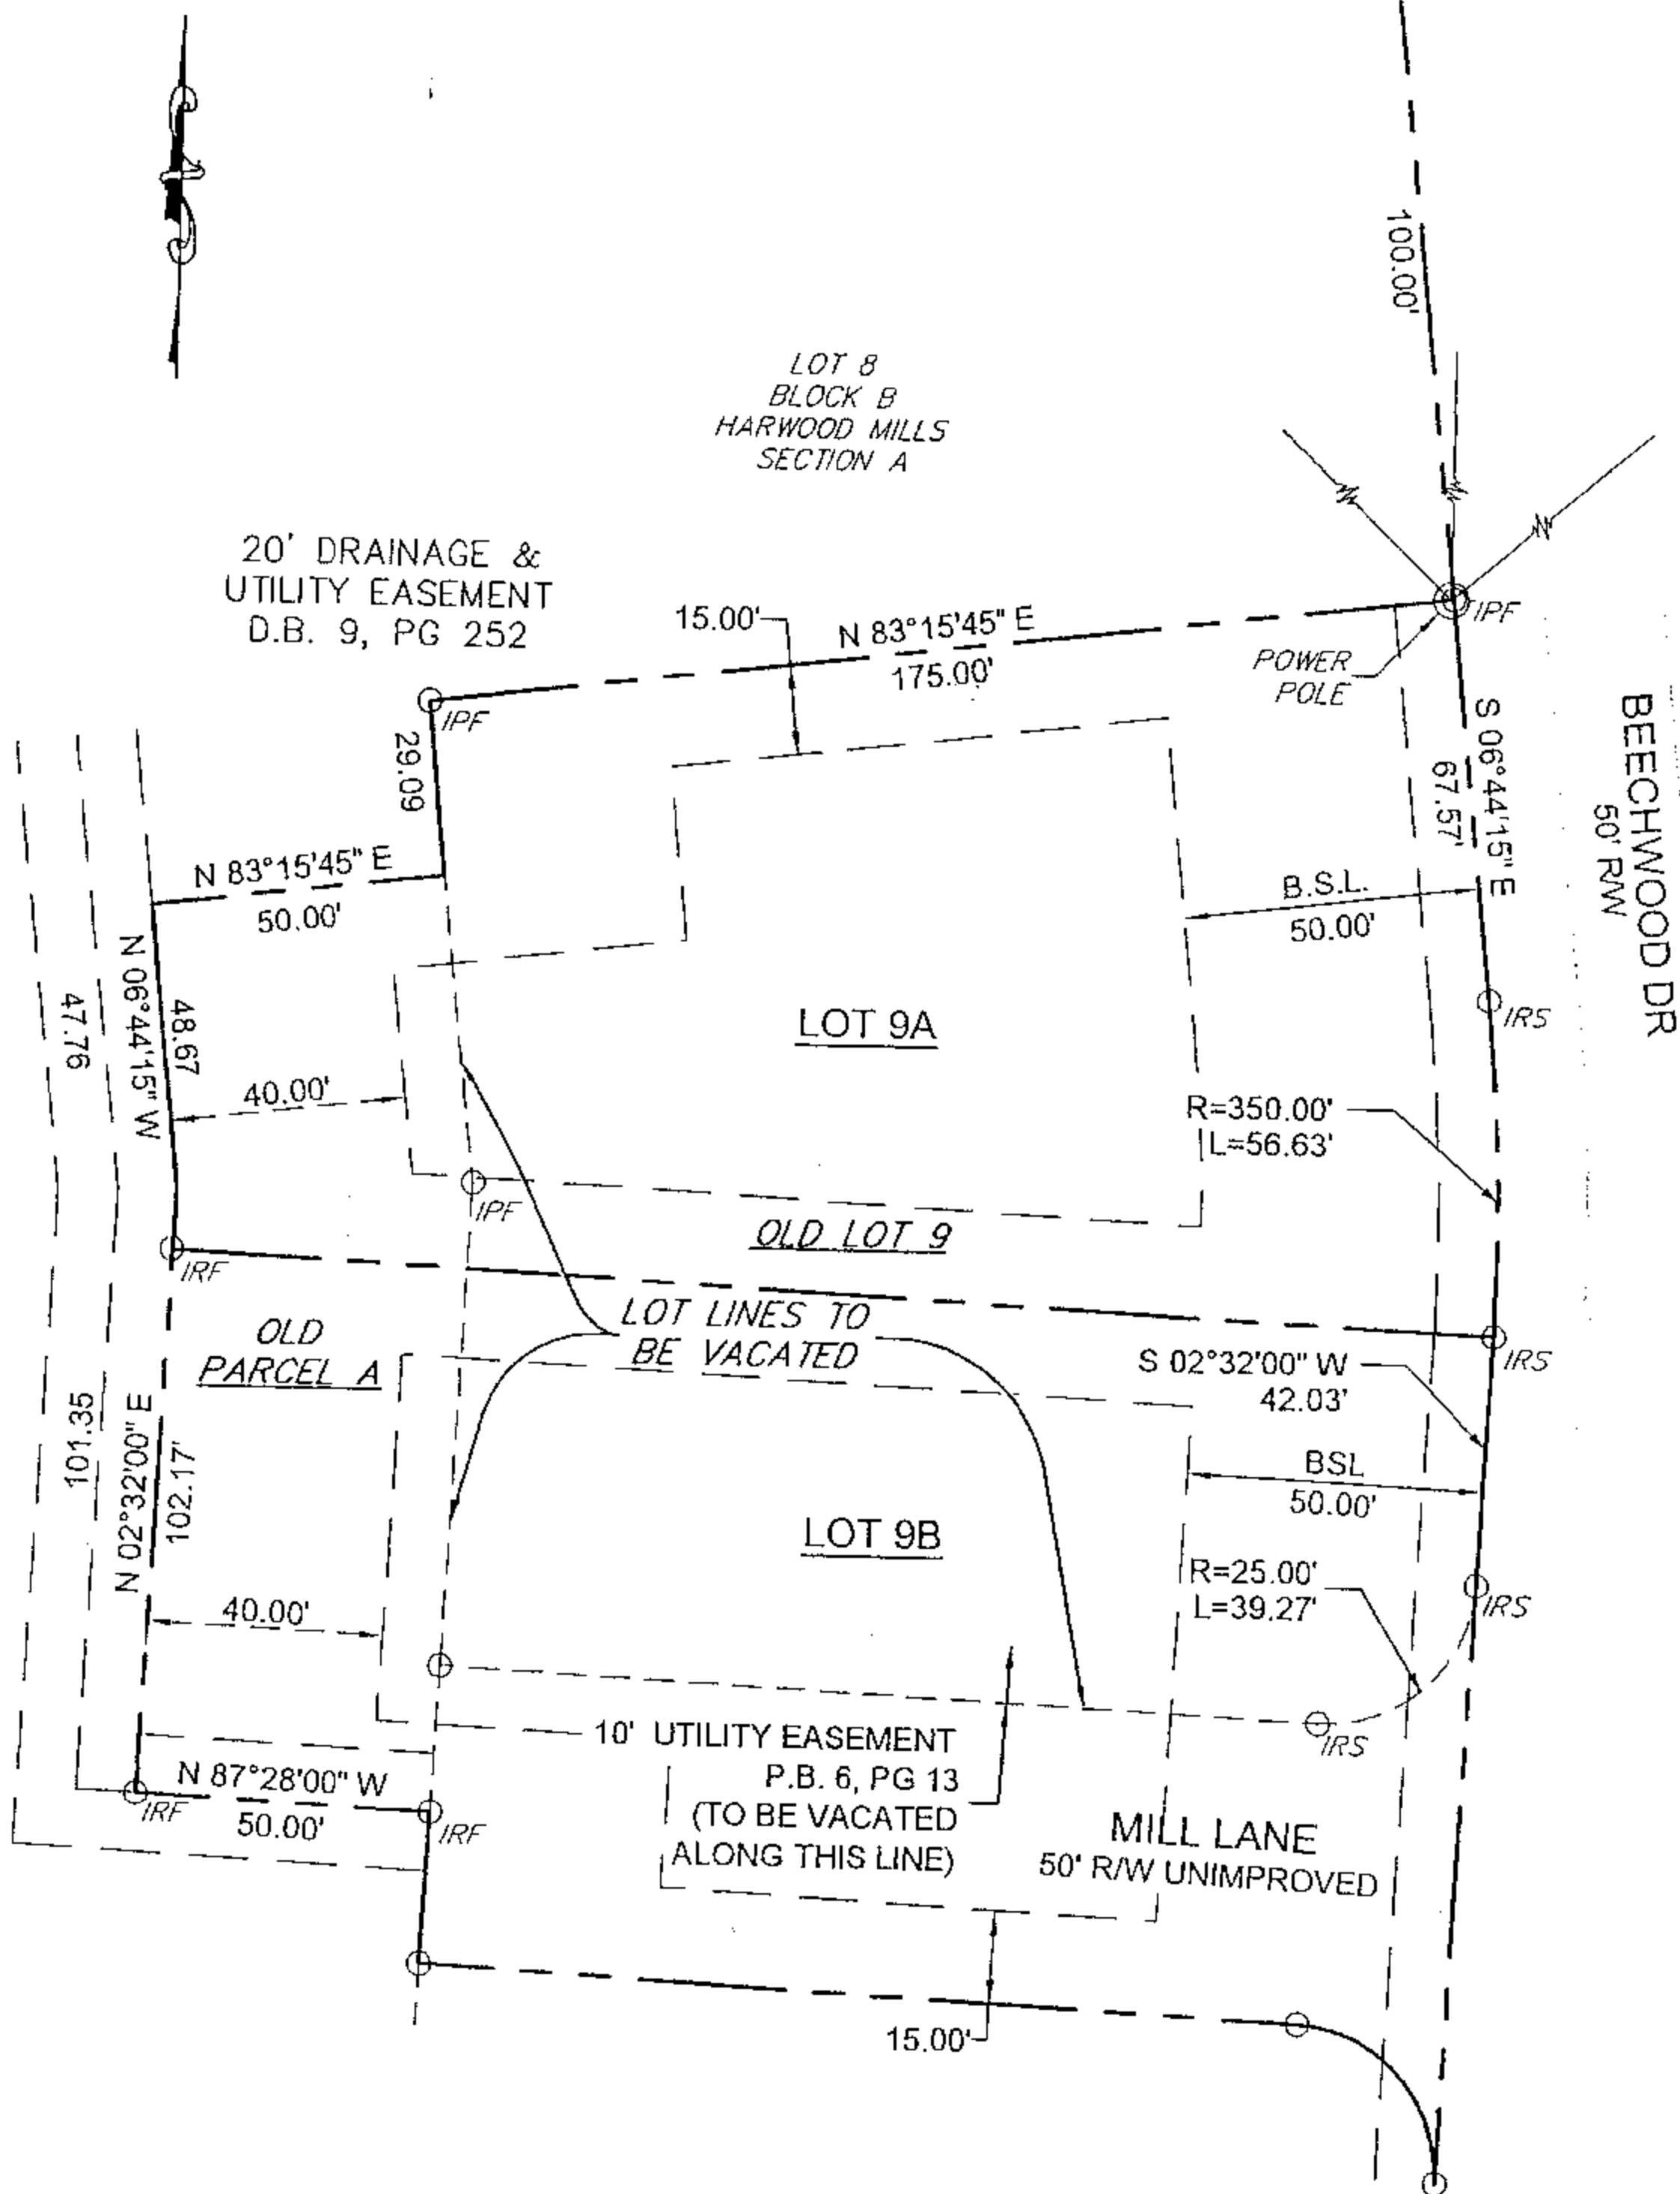 100.00'
LOT 8
BLOCK B
HARWOOD MILLS
SECTION A
20' DRAINAGE &
UTILITY EASEMENT
D.B. 9, PG 252
15.00'
N 83°15'45" E
175.00'
IPF
POWER
POLE
IPF
29.09
S 06°44'15" E
67.57'
BEECHWOOD DR
50' R/W
N 83°15'45" E
50.00'
B.S.L.
50.00'
N 06°44'15" W
48.67
47.76
IRS
LOT 9A
40.00'
R=350.00'
L=56.63'
IPF
OLD LOT 9
IRF
LOT LINES TO
BE VACATED
OLD
PARCEL A
IRS
S 02°32'00" W
42.03'
101.35
N 02°32'00" E
102.17'
BSL
50.00'
LOT 9B
R=25.00'
L=39.27'
IRS
40.00'
IRS
10' UTILITY EASEMENT
P.B. 6, PG 13
(TO BE VACATED
ALONG THIS LINE)
N 87°28'00" W
50.00'
IRF
IRF
MILL LANE
50' R/W UNIMPROVED
15.00'